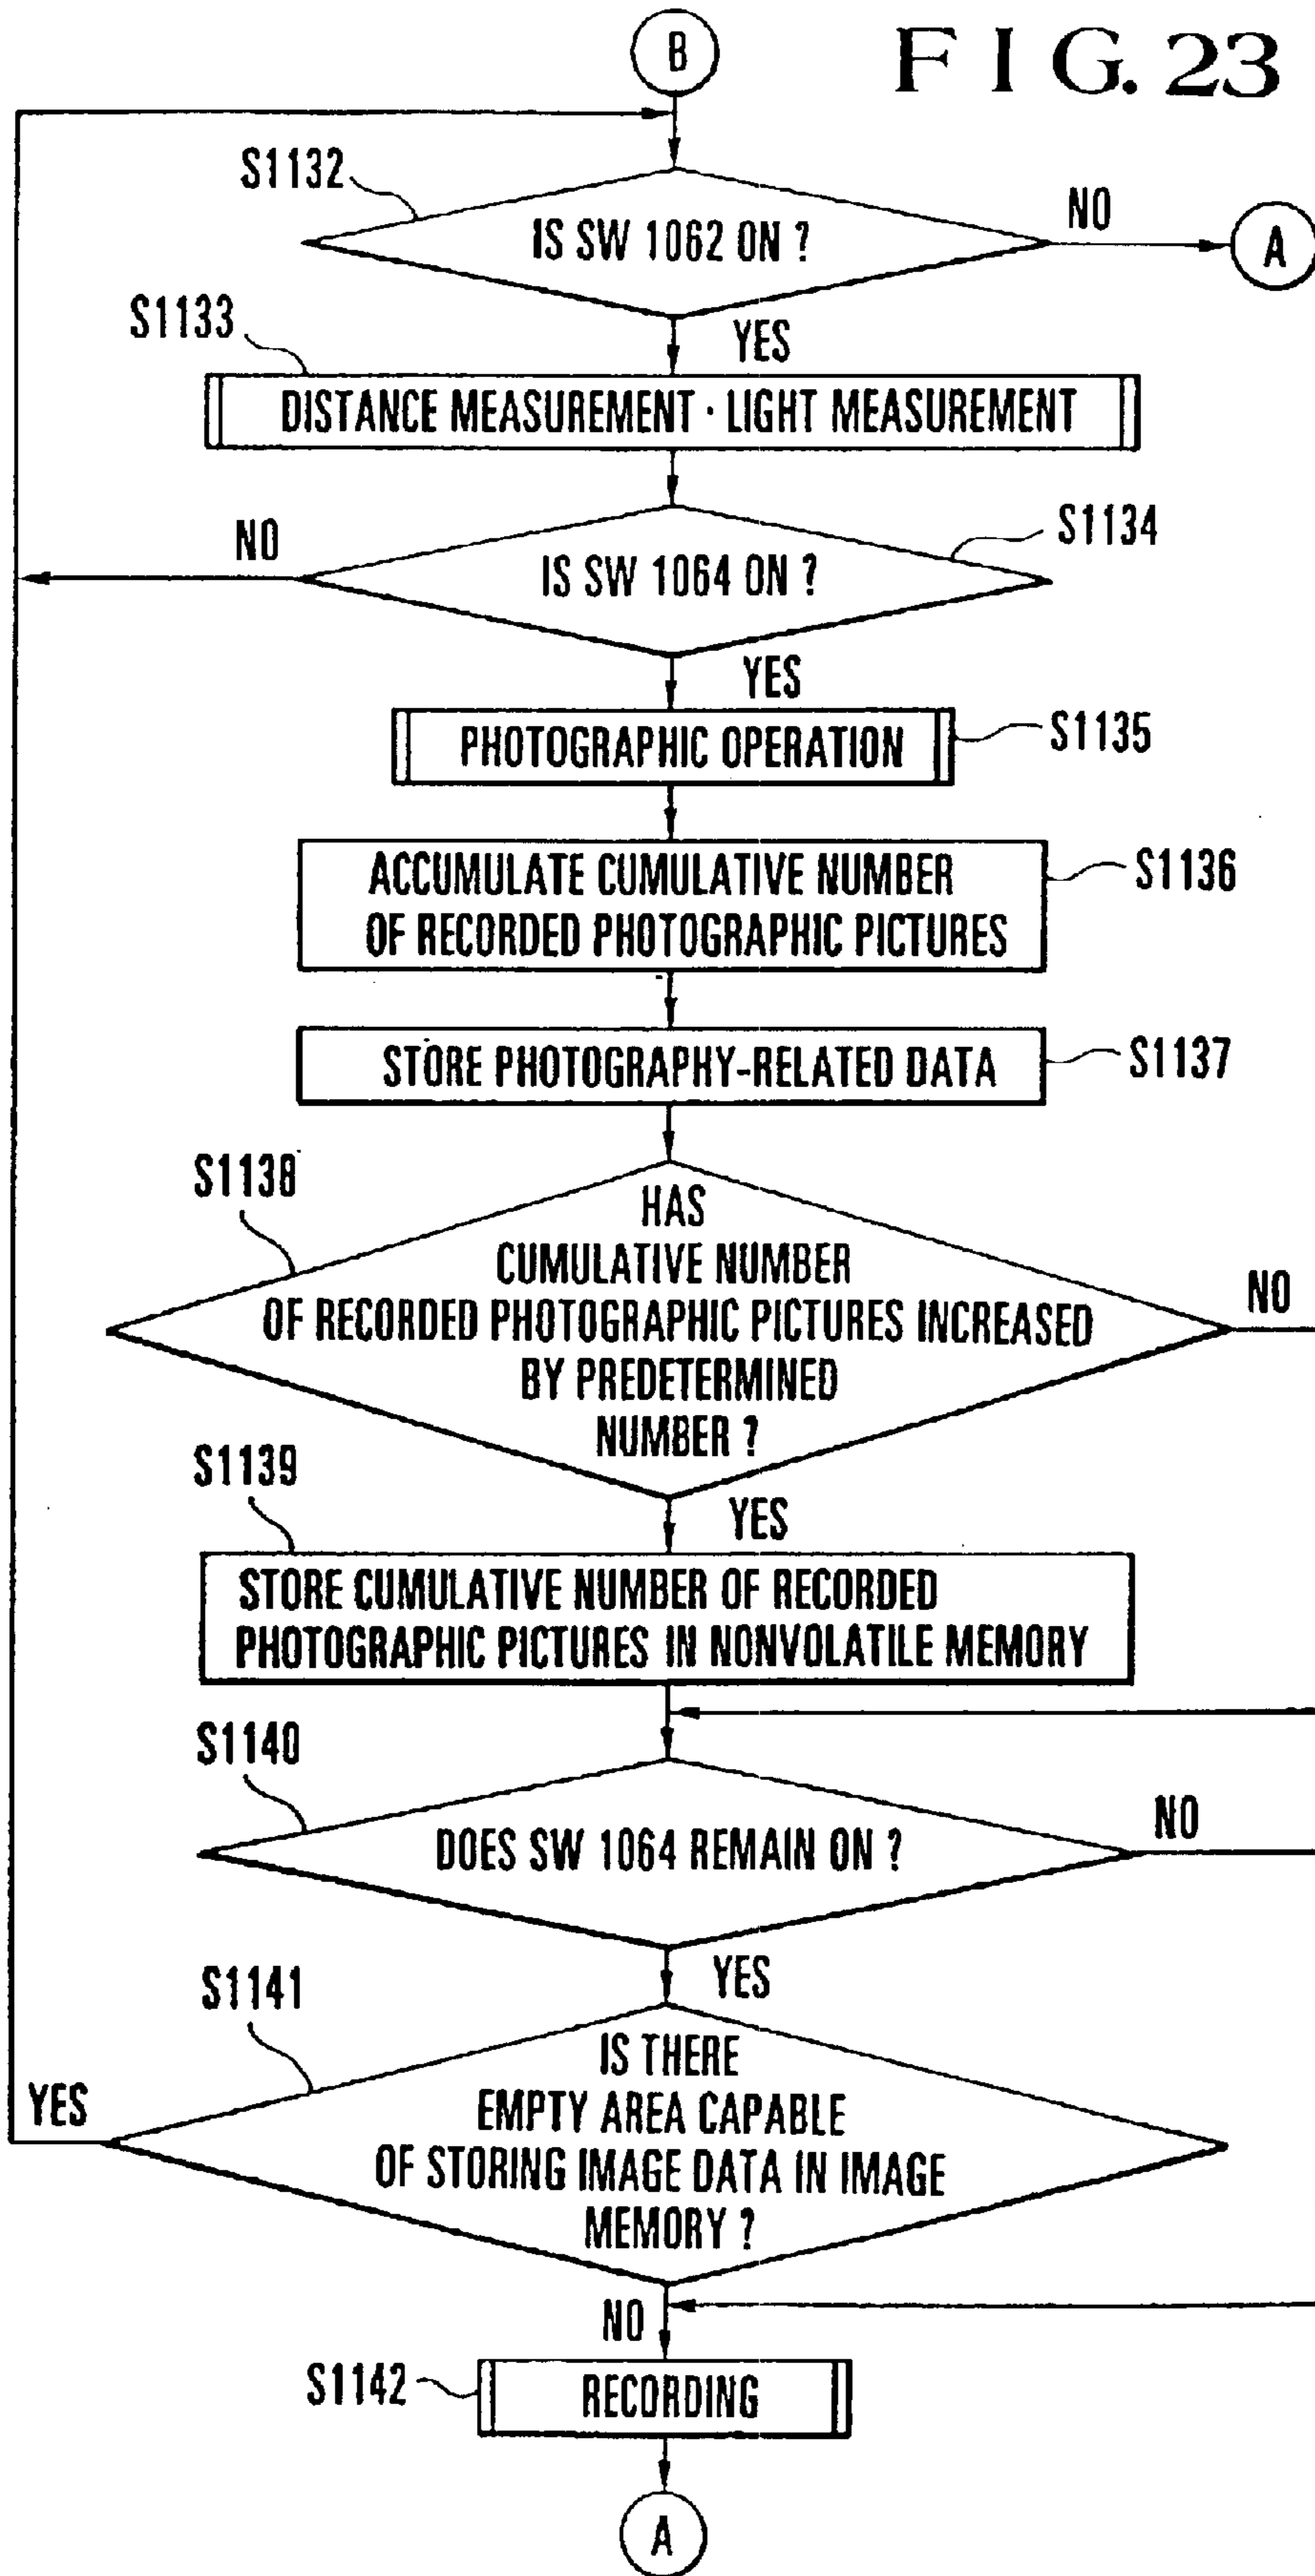 B
FIG. 23
S1132
IS SW 1062 ON ?
NO
A
S1133
YES
DISTANCE MEASUREMENT · LIGHT MEASUREMENT
NO
S1134
IS SW 1064 ON ?
YES
PHOTOGRAPHIC OPERATION
S1135
ACCUMULATE CUMULATIVE NUMBER
OF RECORDED PHOTOGRAPHIC PICTURES
S1136
STORE PHOTOGRAPHY-RELATED DATA
S1137
S1138
HAS
CUMULATIVE NUMBER
OF RECORDED PHOTOGRAPHIC PICTURES INCREASED
BY PREDETERMINED
NUMBER ?
NO
S1139
YES
STORE CUMULATIVE NUMBER OF RECORDED
PHOTOGRAPHIC PICTURES IN NONVOLATILE MEMORY
S1140
DOES SW 1064 REMAIN ON ?
NO
YES
S1141
IS THERE
EMPTY AREA CAPABLE
OF STORING IMAGE DATA IN IMAGE
MEMORY ?
YES
NO
S1142
RECORDING
A